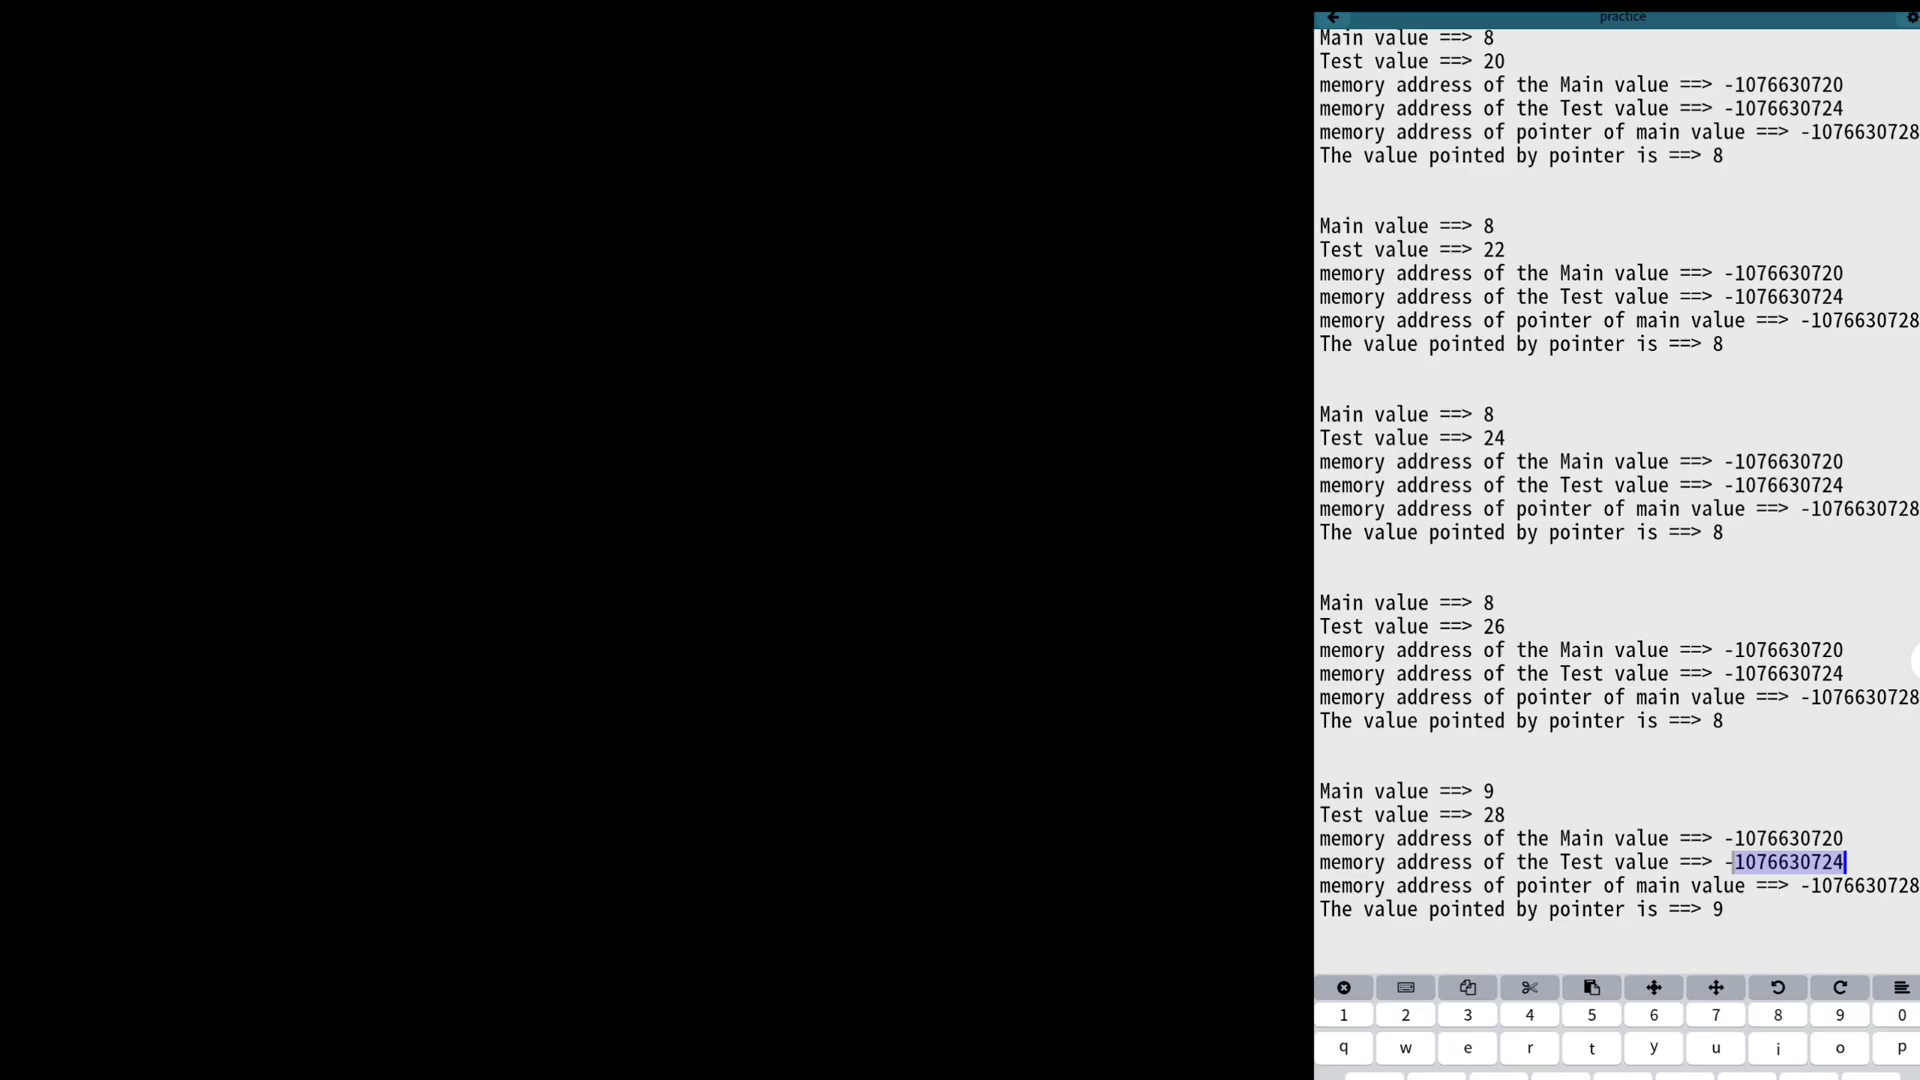 practice
Main value ==> 8
Test value ==> 20
memory address of the Main value ==> -1076630720
memory address of the Test value ==> -1076630724
memory address of pointer of main value ==> -1076630728
The value pointed by pointer is ==> 8
Main value ==> 8
Test value ==> 22
memory address of the Main value ==> -1076630720
memory address of the Test value ==> -1076630724
memory address of pointer of main value ==> -1076630728
The value pointed by pointer is ==> 8
Main value ==> 8
Test value ==> 24
memory address of the Main value ==> -1076630720
memory address of the Test value ==> -1076630724
memory address of pointer of main value ==> -1076630728
The value pointed by pointer is ==> 8
Main value ==> 8
Test value ==> 26
memory address of the Main value ==> -1076630720
memory address of the Test value ==> -1076630724
memory address of pointer of main value ==> -1076630728
The value pointed by pointer is ==> 8
Main value ==> 9
Test value ==> 28
memory address of the Main value ==> -1076630720
memory address of the Test value ==> -1076630724
memory address of pointer of main value ==> -1076630728
The value pointed by pointer is ==> 9
1 2 3 4 5 6 7 8 9 0
q w e r t y u i o p